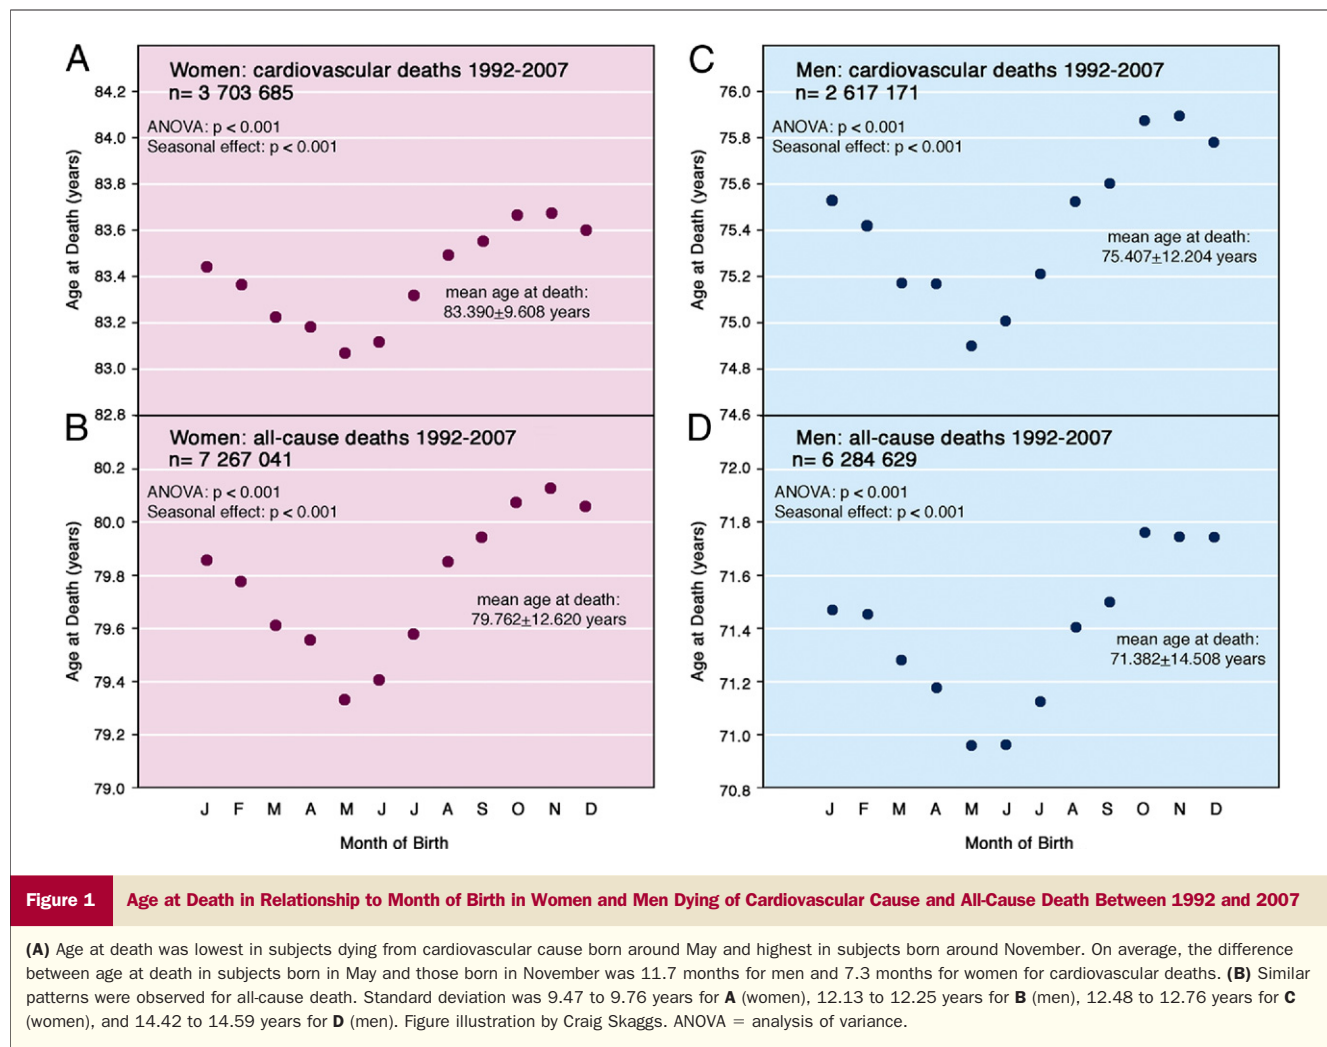 A
Women: cardiovascular deaths 1992-2007
n= 3 703 685
ANOVA: p < 0.001
Seasonal effect: p < 0.001
84.2
84.0
83.8
83.6
83.4
83.2
83.0
82.8
Age at Death (years)
mean age at death:
83.390±9.608 years
C
Men: cardiovascular deaths 1992-2007
n= 2 617 171
ANOVA: p < 0.001
Seasonal effect: p < 0.001
76.0
75.8
75.6
75.4
75.2
75.0
74.8
74.6
Age at Death (years)
mean age at death:
75.407±12.204 years
B
Women: all-cause deaths 1992-2007
n= 7 267 041
ANOVA: p < 0.001
Seasonal effect: p < 0.001
80.2
80.0
79.8
79.6
79.4
79.2
79.0
Age at Death (years)
mean age at death:
79.762±12.620 years
J F M A M J J A S O N D
Month of Birth
D
Men: all-cause deaths 1992-2007
n= 6 284 629
ANOVA: p < 0.001
Seasonal effect: p < 0.001
72.0
71.8
71.6
71.4
71.2
71.0
70.8
Age at Death (years)
mean age at death:
71.382±14.508 years
J F M A M J J A S O N D
Month of Birth
Figure 1 Age at Death in Relationship to Month of Birth in Women and Men Dying of Cardiovascular Cause and All-Cause Death Between 1992 and 2007
(A) Age at death was lowest in subjects dying from cardiovascular cause born around May and highest in subjects born around November. On average, the difference
between age at death in subjects born in May and those born in November was 11.7 months for men and 7.3 months for women for cardiovascular deaths. (B) Similar
patterns were observed for all-cause death. Standard deviation was 9.47 to 9.76 years for A (women), 12.13 to 12.25 years for B (men), 12.48 to 12.76 years for C
(women), and 14.42 to 14.59 years for D (men). Figure illustration by Craig Skaggs. ANOVA = analysis of variance.